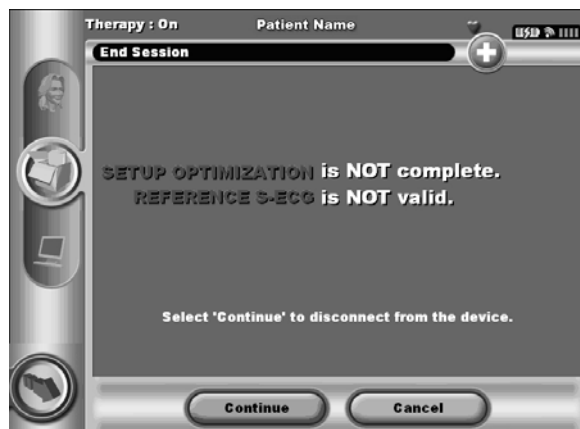 Therapy : On Patient Name
End Session
SETUP OPTIMIZATION is NOT complete.
REFERENCE S-ECG is NOT valid.
Select 'Continue' to disconnect from the device.
Continue Cancel